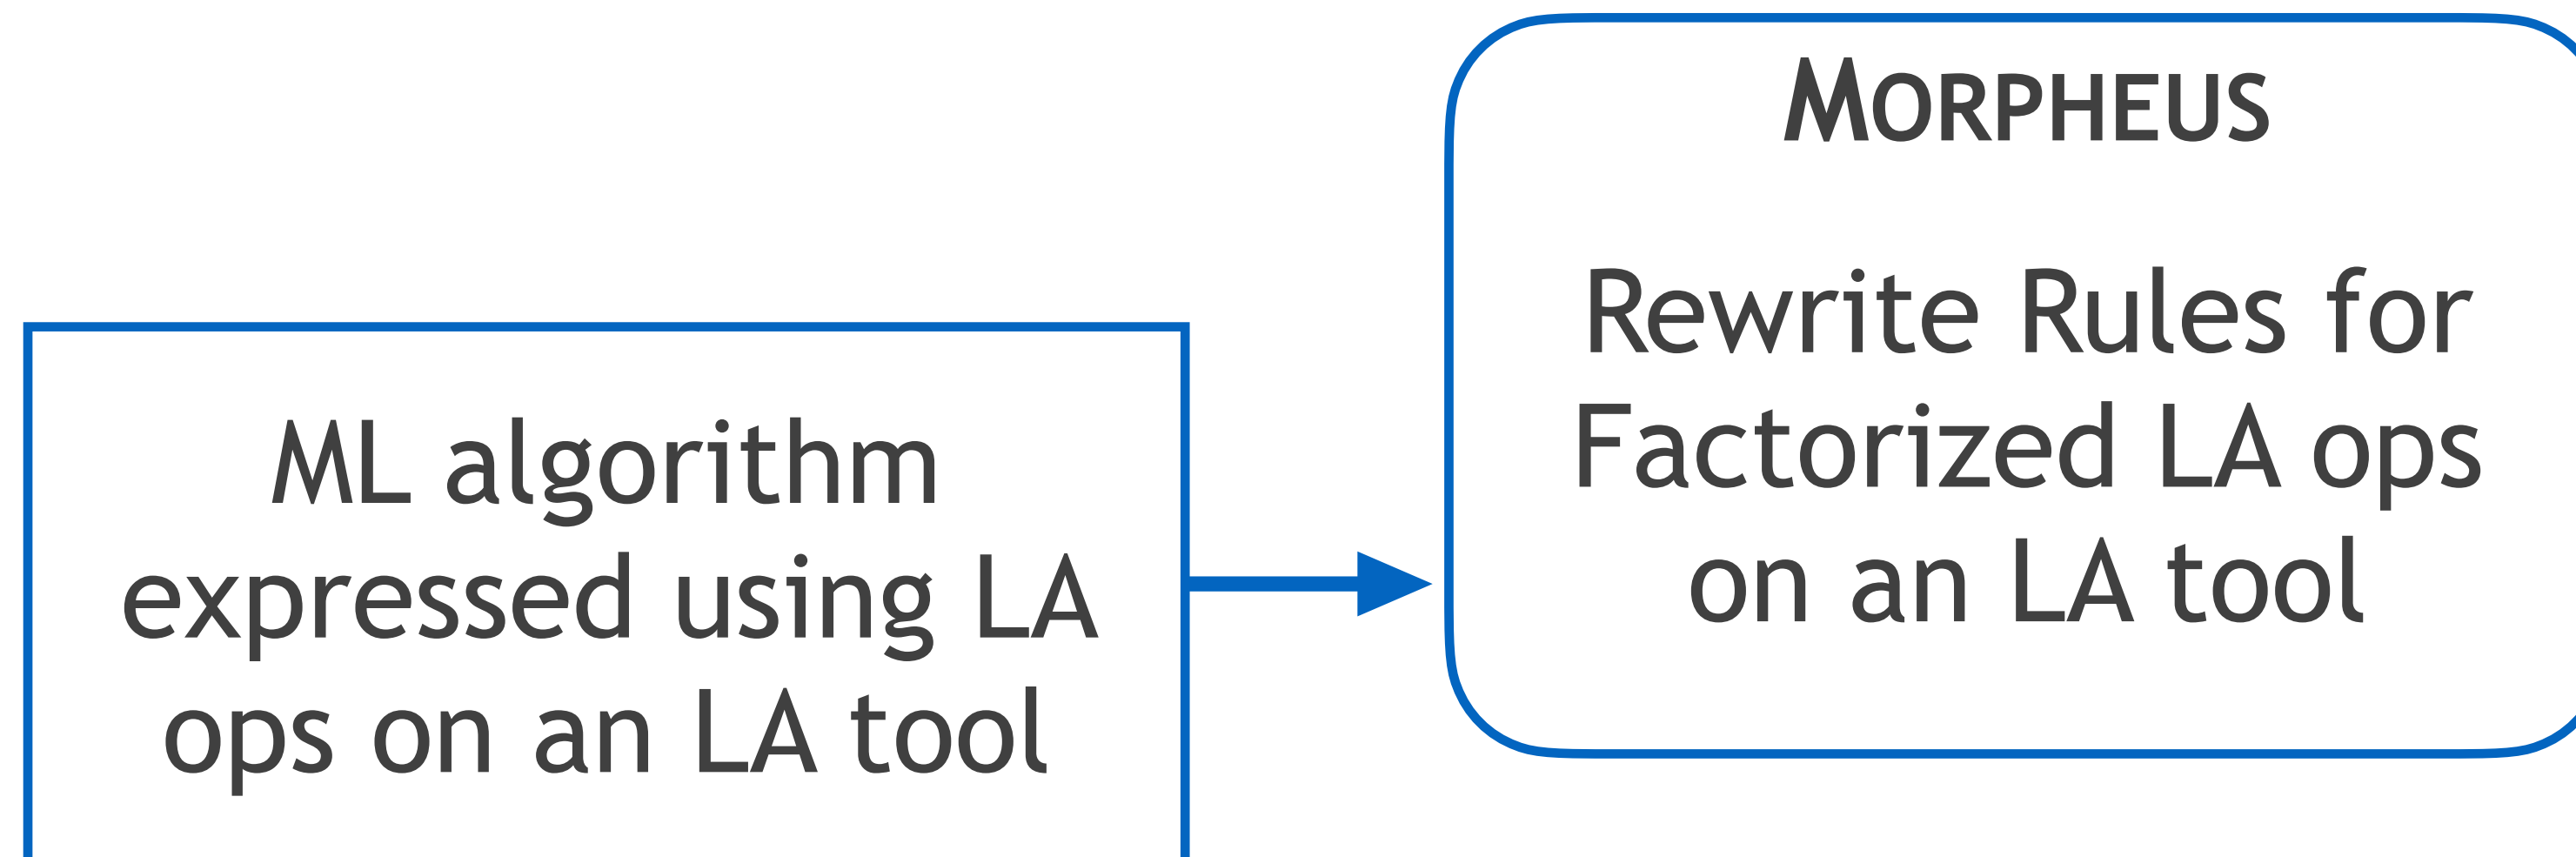 ML algorithm
expressed using LA
ops on an LA tool
MORPHEUS
Rewrite Rules for
Factorized LA ops
on an LA tool